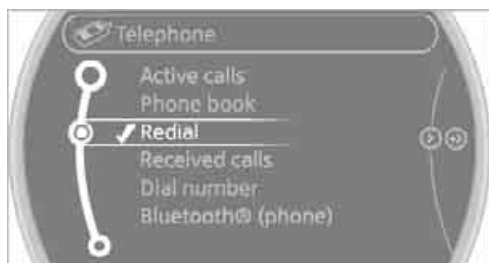 Telephone
Active calls
Phone book
Redial
Received calls
Dial number
Bluetooth® (phone)